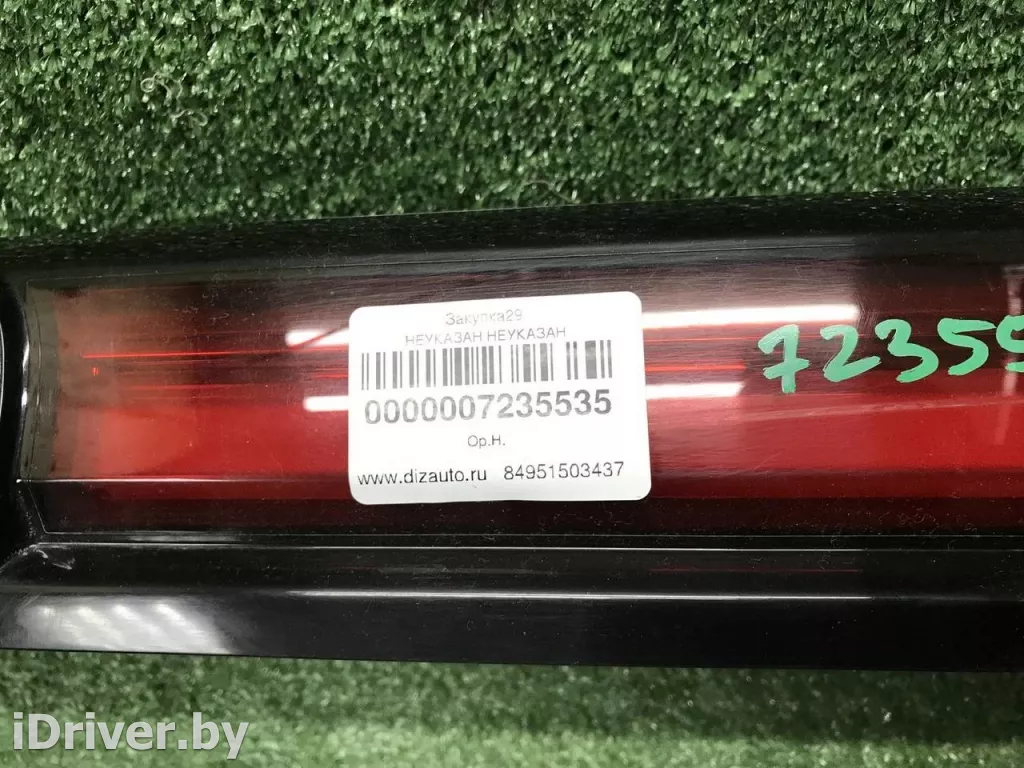 Закупка29
НЕУКАЗАН НЕУКАЗАН
0000007235535
Ор.Н.
www.dizauto.ru 84951503437
72355
iDriver.by